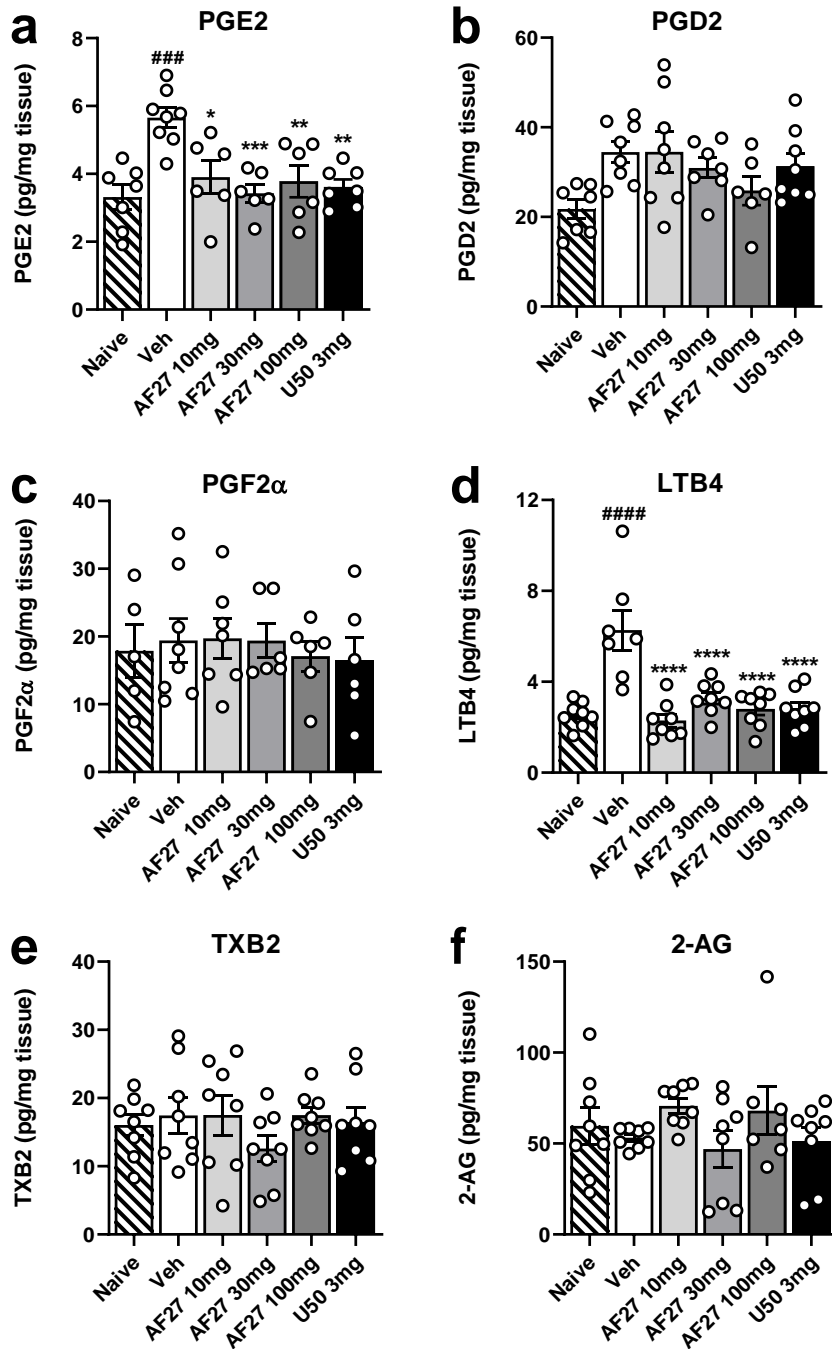 a
PGE2
PGE2 (pg/mg tissue)
8
6
4
2
0
###
*
***
**
**
Naive
Veh
AF27 10mg
AF27 30mg
AF27 100mg
U50 3mg
b
PGD2
PGD2 (pg/mg tissue)
60
40
20
0
Naive
Veh
AF27 10mg
AF27 30mg
AF27 100mg
U50 3mg
c
PGF2α
PGF2α (pg/mg tissue)
40
30
20
10
0
Naive
Veh
AF27 10mg
AF27 30mg
AF27 100mg
U50 3mg
d
LTB4
LTB4 (pg/mg tissue)
12
8
4
0
####
****
****
****
****
Naive
Veh
AF27 10mg
AF27 30mg
AF27 100mg
U50 3mg
e
TXB2
TXB2 (pg/mg tissue)
40
30
20
10
0
Naive
Veh
AF27 10mg
AF27 30mg
AF27 100mg
U50 3mg
f
2-AG
2-AG (pg/mg tissue)
150
100
50
0
Naive
Veh
AF27 10mg
AF27 30mg
AF27 100mg
U50 3mg